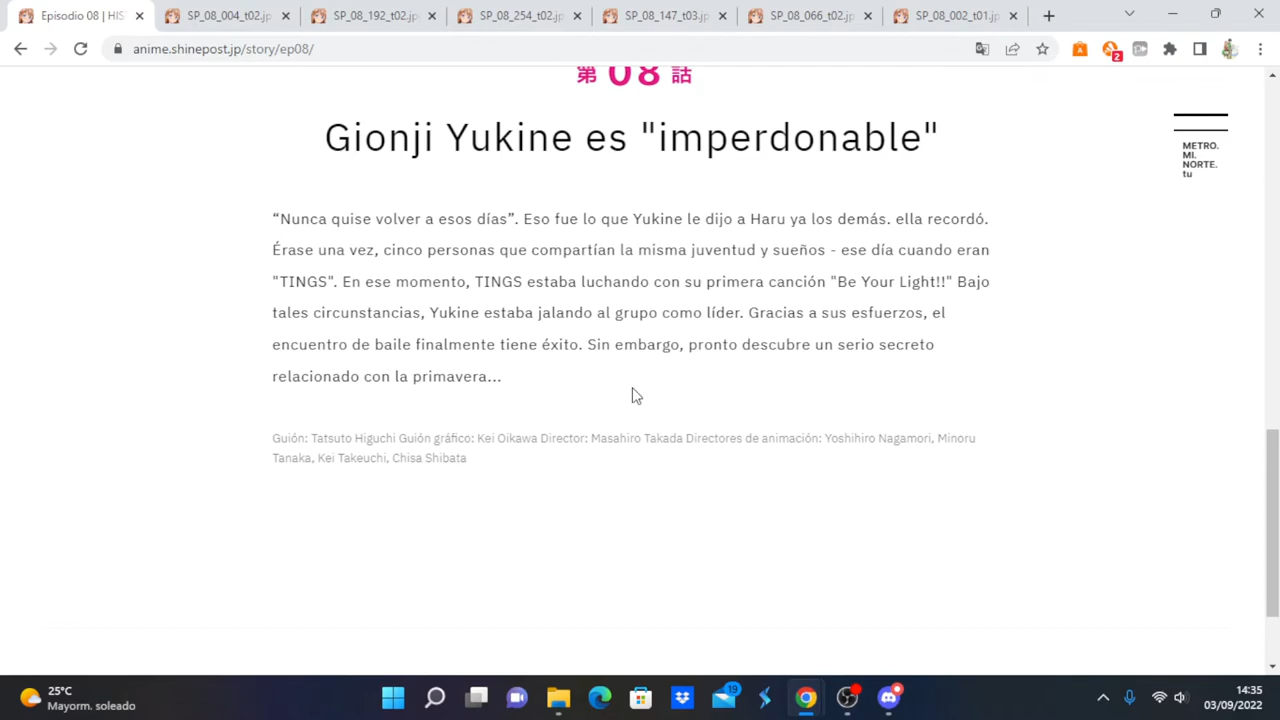 Episodio 08 | HIS
SP_08_004_t02.jp
SP_08_192_t02.jp
SP_08_254_t02.jp
SP_08_147_t03.jp
SP_08_066_t02.jp
SP_08_002_t01.jp
anime.shinepost.jp/story/ep08/
2
第 08 話
Gionji Yukine es "imperdonable"
METRO.
MI.
NORTE.
tu
“Nunca quise volver a esos días”. Eso fue lo que Yukine le dijo a Haru ya los demás. ella recordó.
Érase una vez, cinco personas que compartían la misma juventud y sueños - ese día cuando eran
"TINGS". En ese momento, TINGS estaba luchando con su primera canción "Be Your Light!!" Bajo
tales circunstancias, Yukine estaba jalando al grupo como líder. Gracias a sus esfuerzos, el
encuentro de baile finalmente tiene éxito. Sin embargo, pronto descubre un serio secreto
relacionado con la primavera...
Guión: Tatsuto Higuchi Guión gráfico: Kei Oikawa Director: Masahiro Takada Directores de animación: Yoshihiro Nagamori, Minoru
Tanaka, Kei Takeuchi, Chisa Shibata
25°C
Mayorm. soleado
19
14:35
03/09/2022